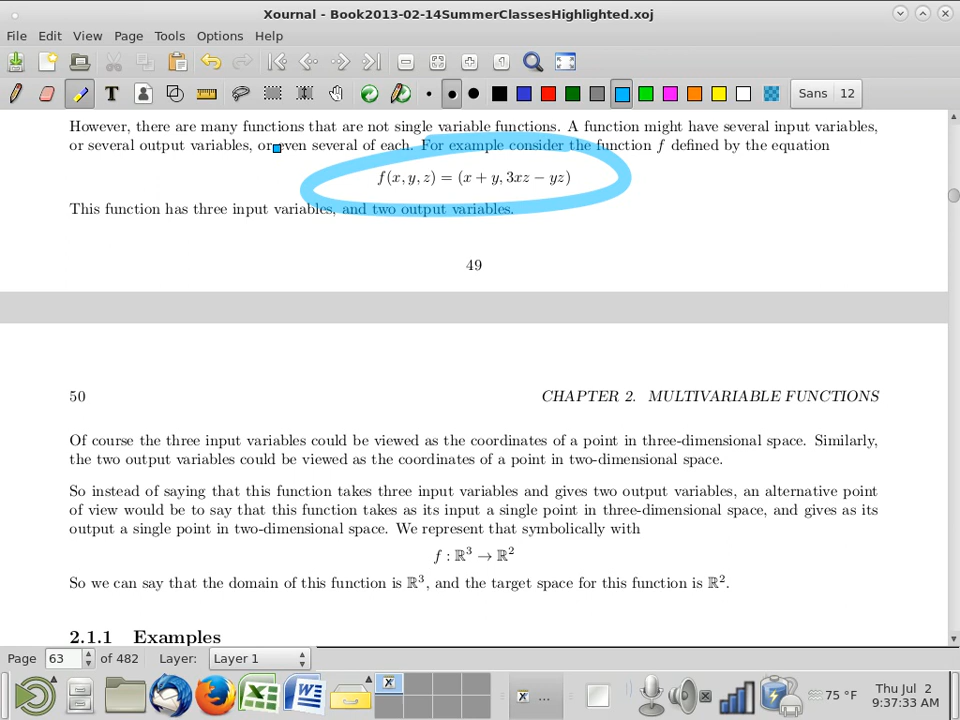 Xournal - Book2013-02-14SummerClassesHighlighted.xoj
File Edit View Page Tools Options Help
Sans 12
However, there are many functions that are not single variable functions. A function might have several input variables,
or several output variables, or even several of each. For example consider the function f defined by the equation
f(x, y, z) = (x + y, 3xz − yz)
This function has three input variables, and two output variables.
49
50 CHAPTER 2. MULTIVARIABLE FUNCTIONS
Of course the three input variables could be viewed as the coordinates of a point in three-dimensional space. Similarly,
the two output variables could be viewed as the coordinates of a point in two-dimensional space.
So instead of saying that this function takes three input variables and gives two output variables, an alternative point
of view would be to say that this function takes as its input a single point in three-dimensional space, and gives as its
output a single point in two-dimensional space. We represent that symbolically with
f : ℝ³ → ℝ²
So we can say that the domain of this function is ℝ³, and the target space for this function is ℝ².
2.1.1 Examples
Page 63 of 482 Layer: Layer 1
... 75 °F Thu Jul 2
9:37:33 AM